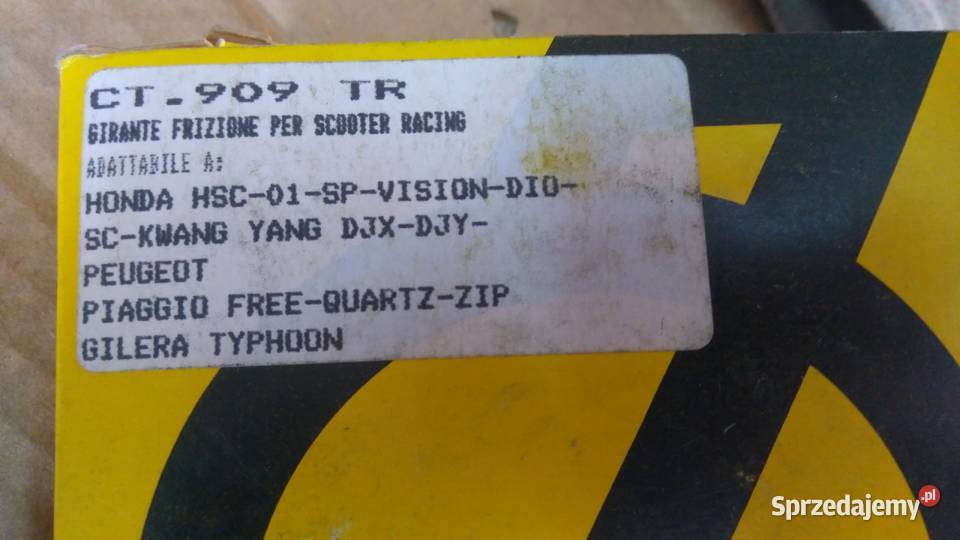 CT.909 TR
GIRANTE FRIZIONE PER SCOOTER RACING
ADATTABILE A:
HONDA HSC-01-SP-VISION-DIO-
SC-KWANG YANG DJX-DJY-
PEUGEOT
PIAGGIO FREE-QUARTZ-ZIP
GILERA TYPHOON
Sprzedajemy.pl